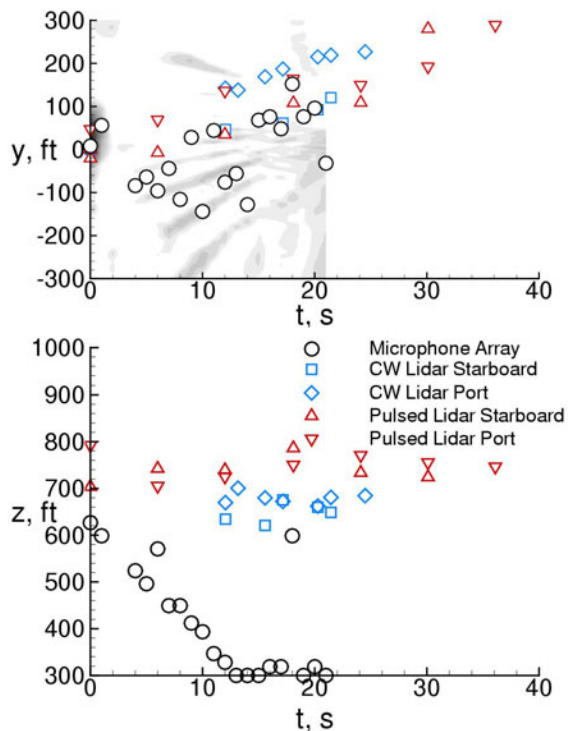 300
200
100
y, ft
0
-100
-200
-300
0
10
20
30
40
t, s
1000
Microphone Array
CW Lidar Starboard
900
CW Lidar Port
Pulsed Lidar Starboard
800
Pulsed Lidar Port
700
z, ft
600
500
400
300
0
10
20
30
40
t, s